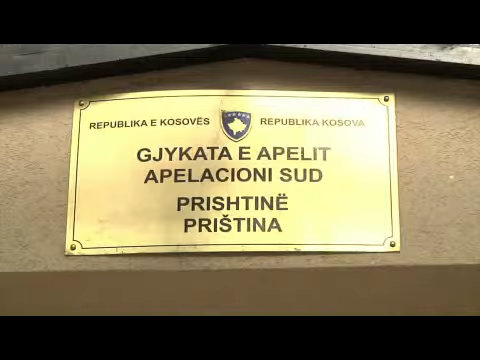 REPUBLIKA E KOSOVËS REPUBLIKA KOSOVA
GJYKATA E APELIT
APELACIONI SUD
PRISHTINË
PRIŠTINA